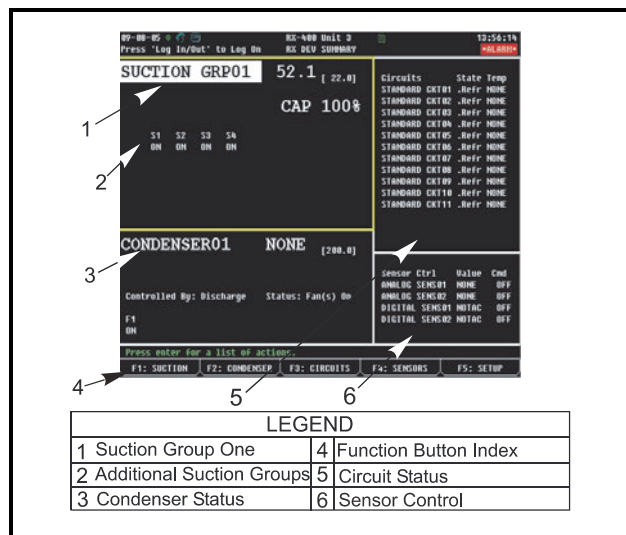 09-08-05
RX-400 Unit 3
13:56:14
Press 'Log In/Out' to Log On
RX DEV SUMMARY
*ALARM*
SUCTION GRP01 52.1 [ 22.0]
CAP 100%
S1 S2 S3 S4
ON ON ON ON
Circuits State Temp
STANDARD CKT01 .Refr NONE
STANDARD CKT02 .Refr NONE
STANDARD CKT03 .Refr NONE
STANDARD CKT04 .Refr NONE
STANDARD CKT05 .Refr NONE
STANDARD CKT06 .Refr NONE
STANDARD CKT07 .Refr NONE
STANDARD CKT08 .Refr NONE
STANDARD CKT09 .Refr NONE
STANDARD CKT10 .Refr NONE
STANDARD CKT11 .Refr NONE
1
2
CONDENSER01 NONE [200.0]
3
Controlled By: Discharge Status: Fan(s) On
F1
ON
Sensor Ctrl Value Cmd
ANALOG SENS01 NONE OFF
ANALOG SENS02 NONE OFF
DIGITAL SENS01 NOTAC OFF
DIGITAL SENS02 NOTAC OFF
Press enter for a list of actions.
F1: SUCTION F2: CONDENSER F3: CIRCUITS F4: SENSORS F5: SETUP
4
5
6
LEGEND
1 Suction Group One 4 Function Button Index
2 Additional Suction Groups 5 Circuit Status
3 Condenser Status 6 Sensor Control